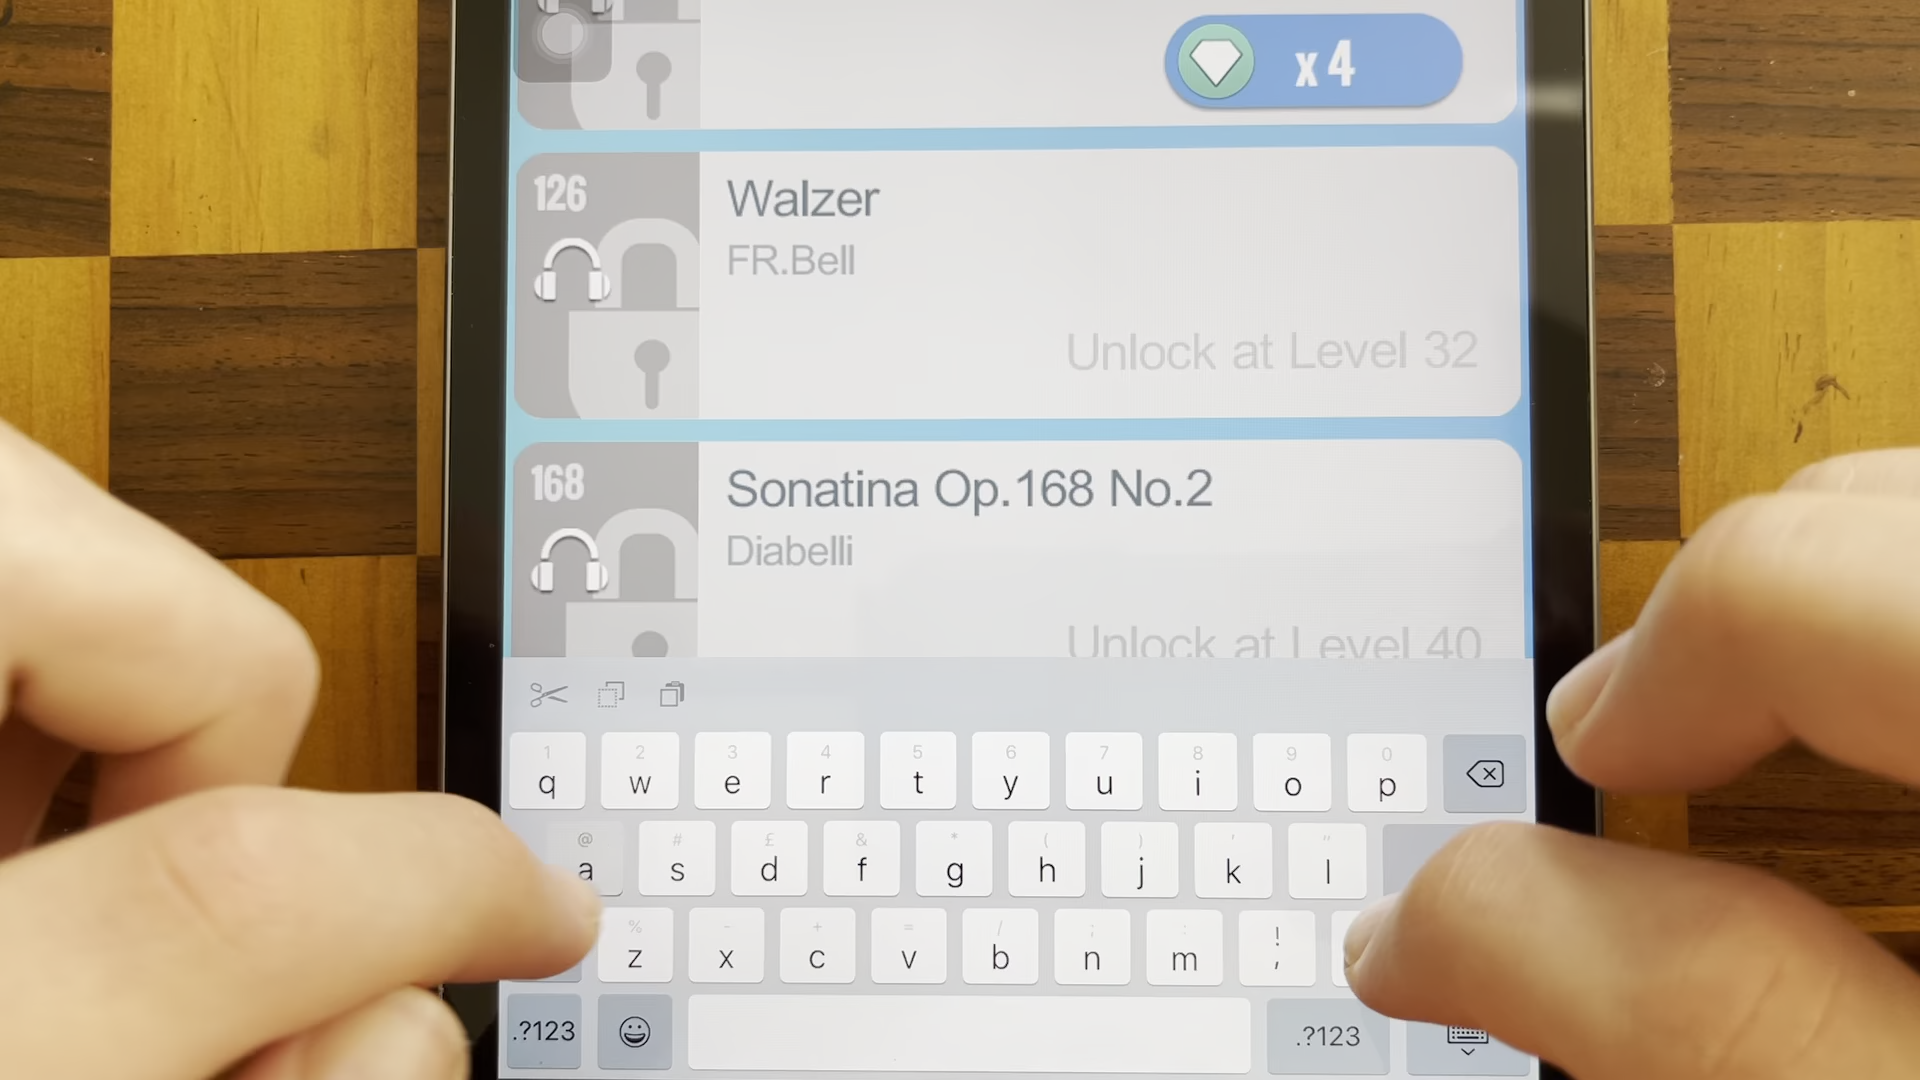 x 4
126
Walzer
FR.Bell
Unlock at Level 32
168
Sonatina Op.168 No.2
Diabelli
Unlock at Level 40
1 2 3 4 5 6 7 8 9 0
q w e r t y u i o p
@ # £ & * ( ) ' "
a s d f g h j k l
% - + = / ; : !
z x c v b n m ,
.?123 .?123